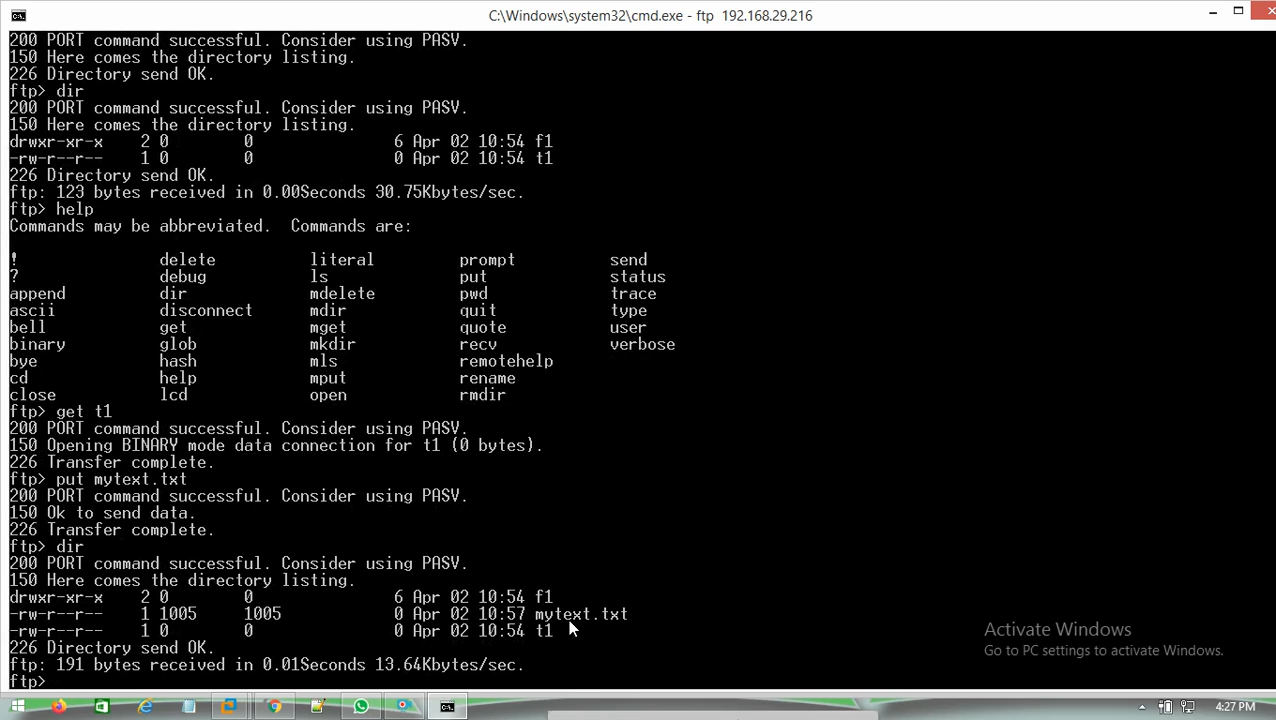 C:\Windows\system32\cmd.exe - ftp  192.168.29.216
200 PORT command successful. Consider using PASV.
150 Here comes the directory listing.
226 Directory send OK.
ftp> dir
200 PORT command successful. Consider using PASV.
150 Here comes the directory listing.
drwxr-xr-x    2 0        0               6 Apr 02 10:54 f1
-rw-r--r--    1 0        0               0 Apr 02 10:54 t1
226 Directory send OK.
ftp: 123 bytes received in 0.00Seconds 30.75Kbytes/sec.
ftp> help
Commands may be abbreviated.  Commands are:
!               delete          literal         prompt          send
?               debug           ls              put             status
append          dir             mdelete         pwd             trace
ascii           disconnect      mdir            quit            type
bell            get             mget            quote           user
binary          glob            mkdir           recv            verbose
bye             hash            mls             remotehelp
cd              help            mput            rename
close           lcd             open            rmdir
ftp> get t1
200 PORT command successful. Consider using PASV.
150 Opening BINARY mode data connection for t1 (0 bytes).
226 Transfer complete.
ftp> put mytext.txt
200 PORT command successful. Consider using PASV.
150 Ok to send data.
226 Transfer complete.
ftp> dir
200 PORT command successful. Consider using PASV.
150 Here comes the directory listing.
drwxr-xr-x    2 0        0               6 Apr 02 10:54 f1
-rw-r--r--    1 1005     1005            0 Apr 02 10:57 mytext.txt
-rw-r--r--    1 0        0               0 Apr 02 10:54 t1
226 Directory send OK.
ftp: 191 bytes received in 0.01Seconds 13.64Kbytes/sec.
ftp>
Activate Windows
Go to PC settings to activate Windows.
4:27 PM